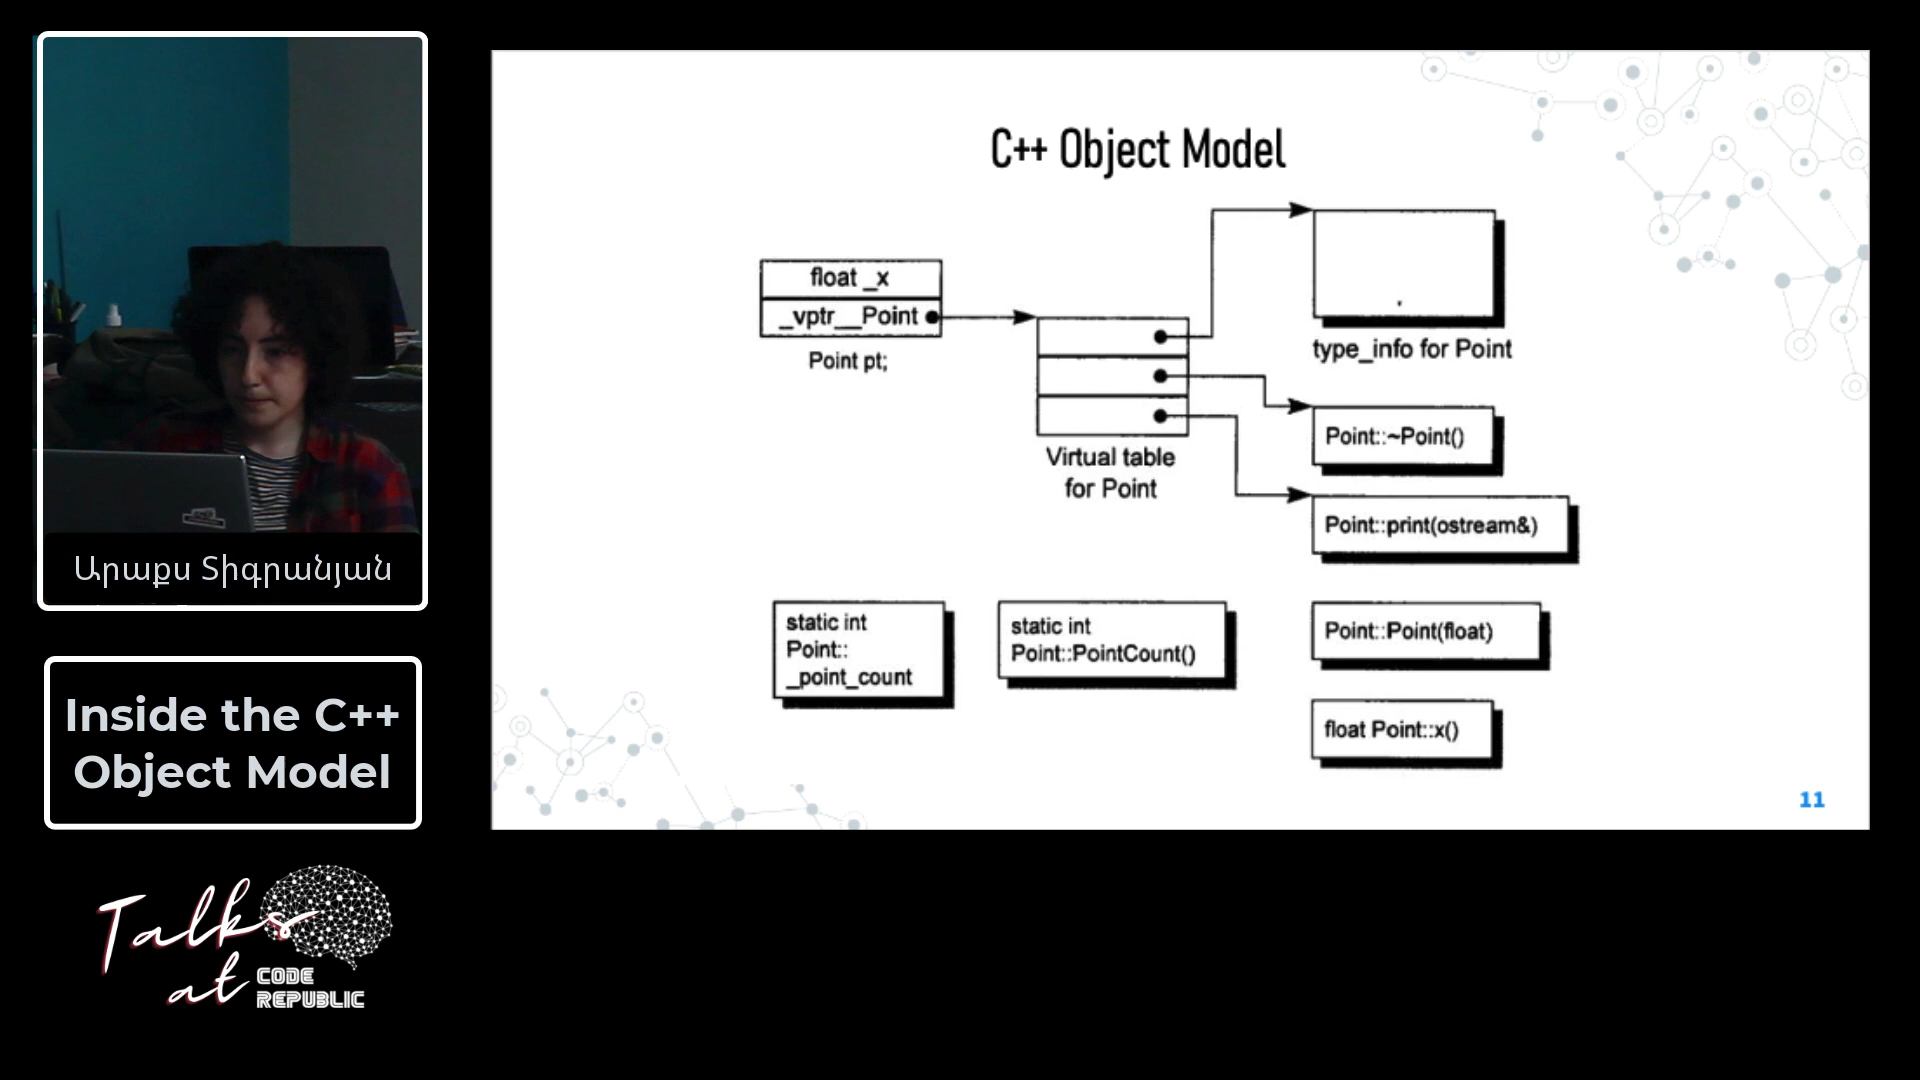 Արաքս Տիգրանյան
Inside the C++
Object Model
Talks
at CODE
REPUBLIC
C++ Object Model
float _x
_vptr__Point
Point pt;
Virtual table
for Point
type_info for Point
Point::~Point()
Point::print(ostream&)
static int
Point::
_point_count
static int
Point::PointCount()
Point::Point(float)
float Point::x()
11